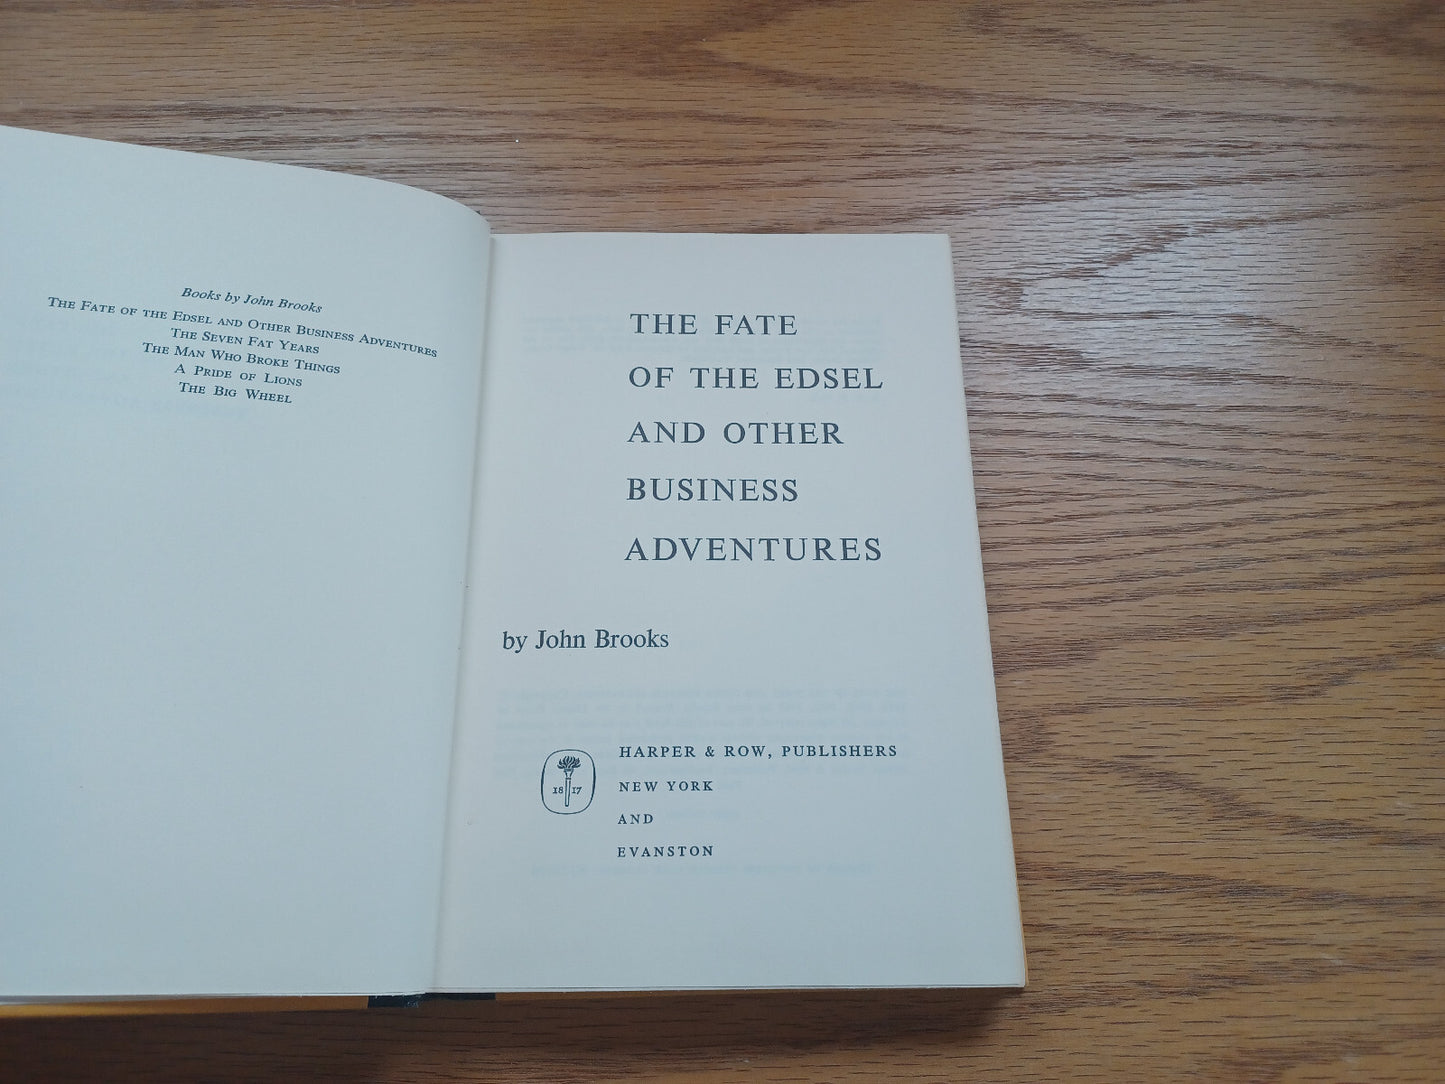 Books by John Brooks
THE FATE OF THE EDSEL AND OTHER BUSINESS ADVENTURES
THE SEVEN FAT YEARS
THE MAN WHO BROKE THINGS
A PRIDE OF LIONS
THE BIG WHEEL
THE FATE
OF THE EDSEL
AND OTHER
BUSINESS
ADVENTURES
by John Brooks
1817
HARPER & ROW, PUBLISHERS
NEW YORK
AND
EVANSTON